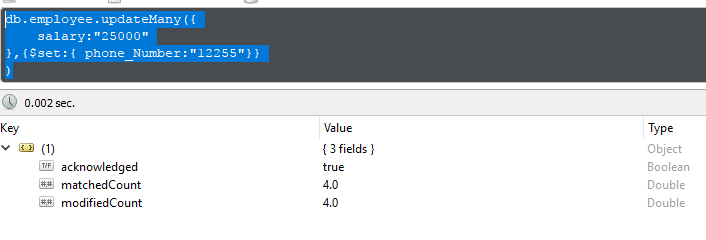 db.employee.updateMany({
salary:"25000"
},{$set:{ phone_Number:"12255"}}
)
0.002 sec.
Key Value Type
(1) { 3 fields } Object
T/F acknowledged true Boolean
#.# matchedCount 4.0 Double
#.# modifiedCount 4.0 Double